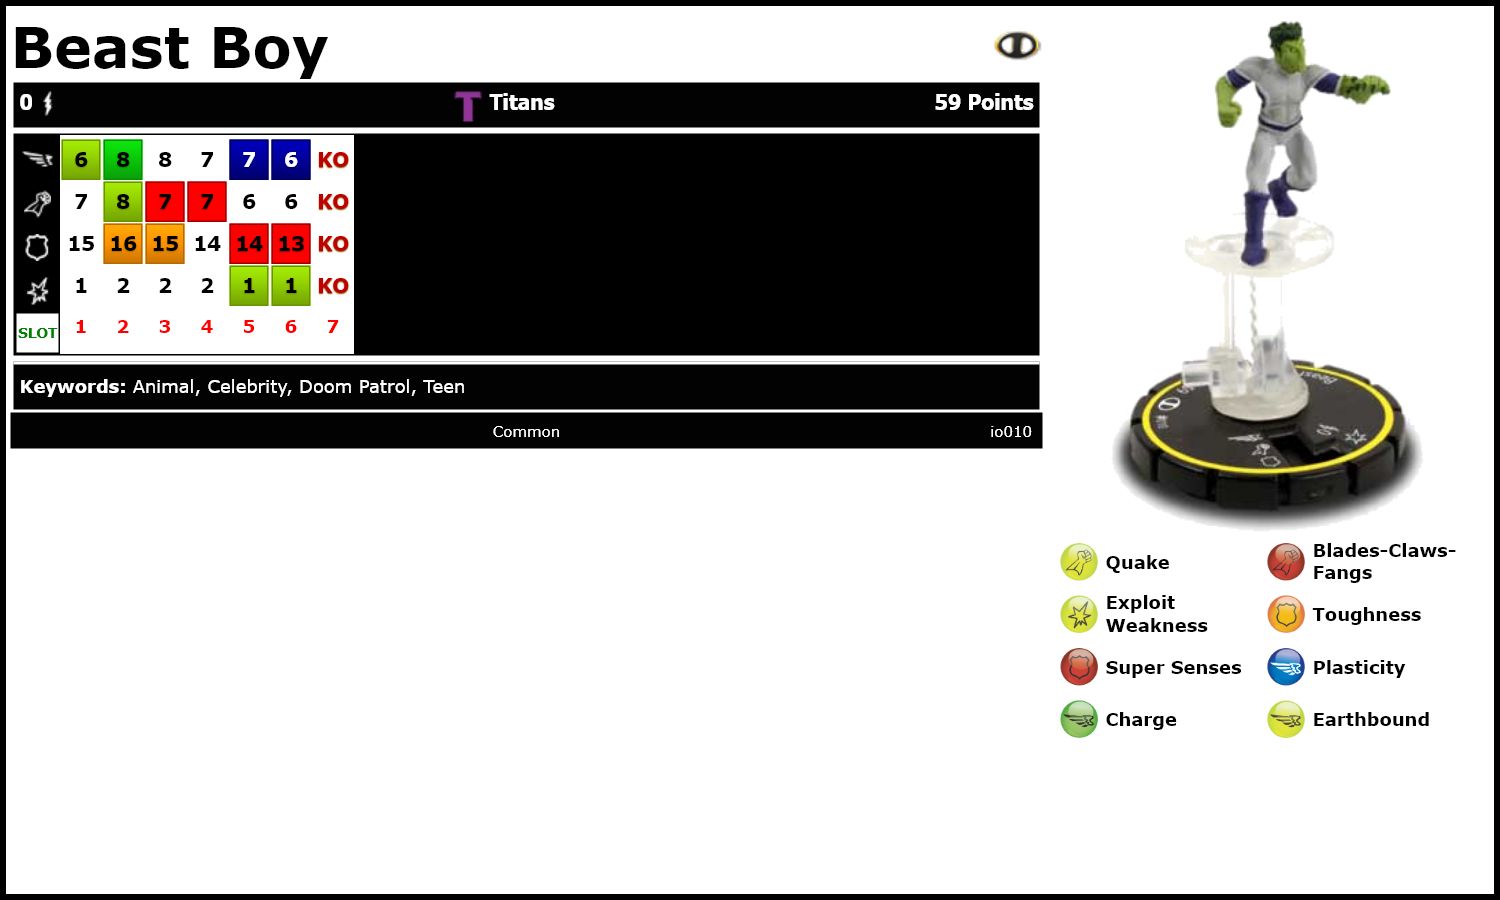 Beast Boy
0 Titans 59 Points
6 8 8 7 7 6 KO
7 8 7 7 6 6 KO
15 16 15 14 14 13 KO
1 2 2 2 1 1 KO
SLOT 1 2 3 4 5 6 7
Keywords: Animal, Celebrity, Doom Patrol, Teen
Common io010
Beast
Quake
Blades-Claws-
Fangs
Exploit
Weakness
Toughness
Super Senses
Plasticity
Charge
Earthbound